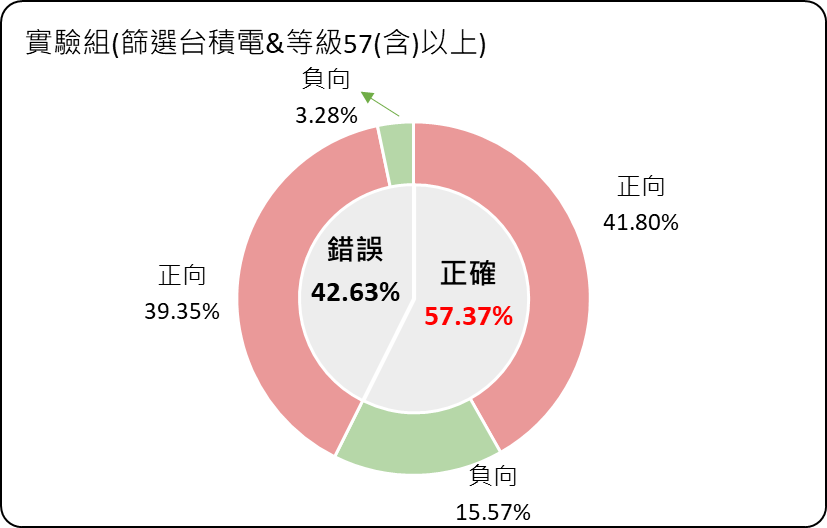 實驗組(篩選台積電&等級57(含)以上)
負向
3.28%
正向
41.80%
錯誤
42.63%
正確
57.37%
正向
39.35%
負向
15.57%